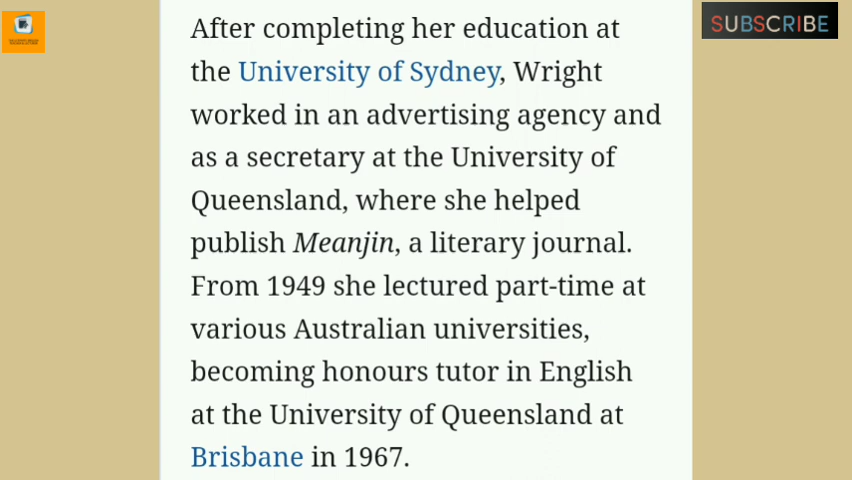 SUBSCRIBE
After completing her education at
the University of Sydney, Wright
worked in an advertising agency and
as a secretary at the University of
Queensland, where she helped
publish Meanjin, a literary journal.
From 1949 she lectured part-time at
various Australian universities,
becoming honours tutor in English
at the University of Queensland at
Brisbane in 1967.